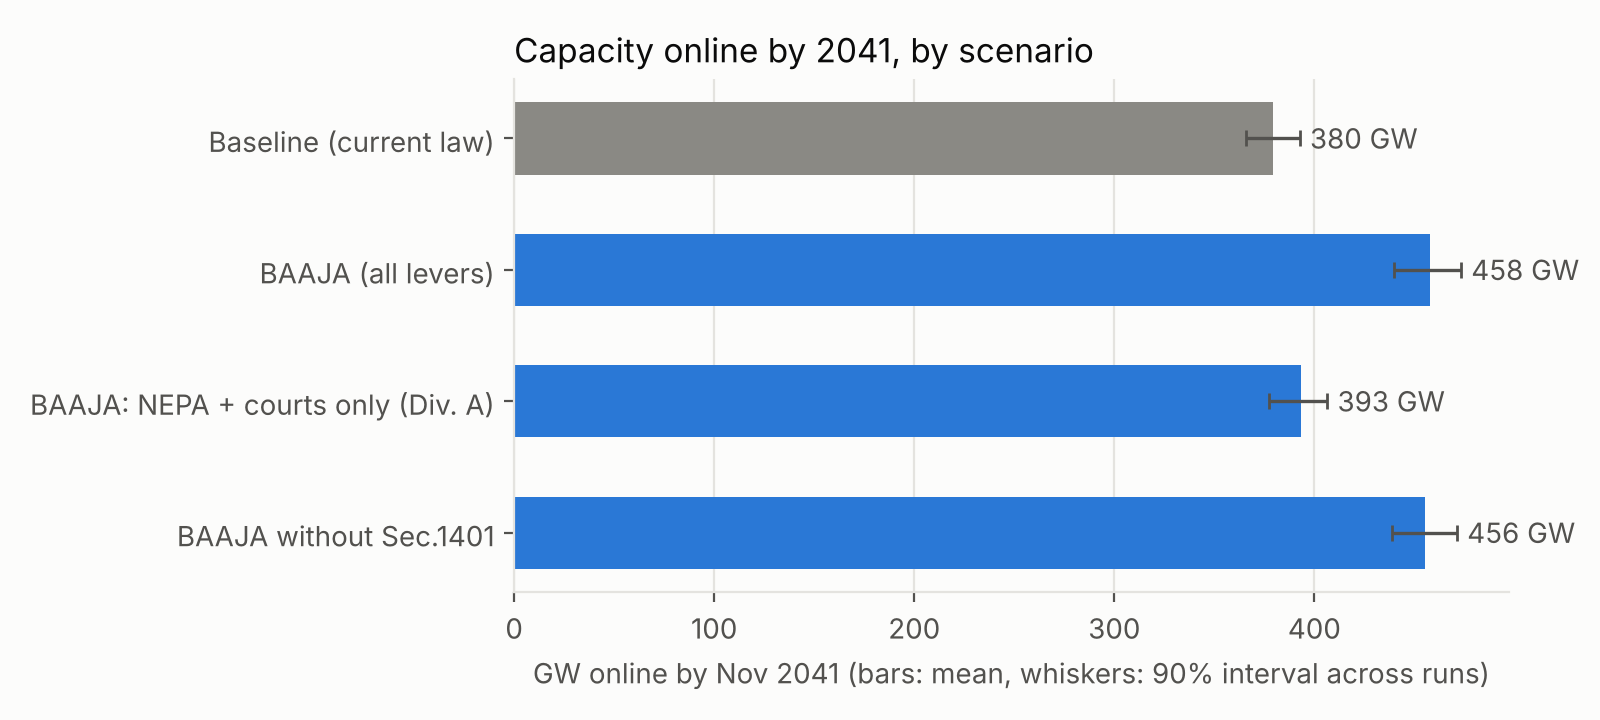 Capacity online by 2041, by scenario
Baseline (current law)
380 GW
BAAJA (all levers)
458 GW
BAAJA: NEPA + courts only (Div. A)
393 GW
BAAJA without Sec.1401
456 GW
0 100 200 300 400
GW online by Nov 2041 (bars: mean, whiskers: 90% interval across runs)